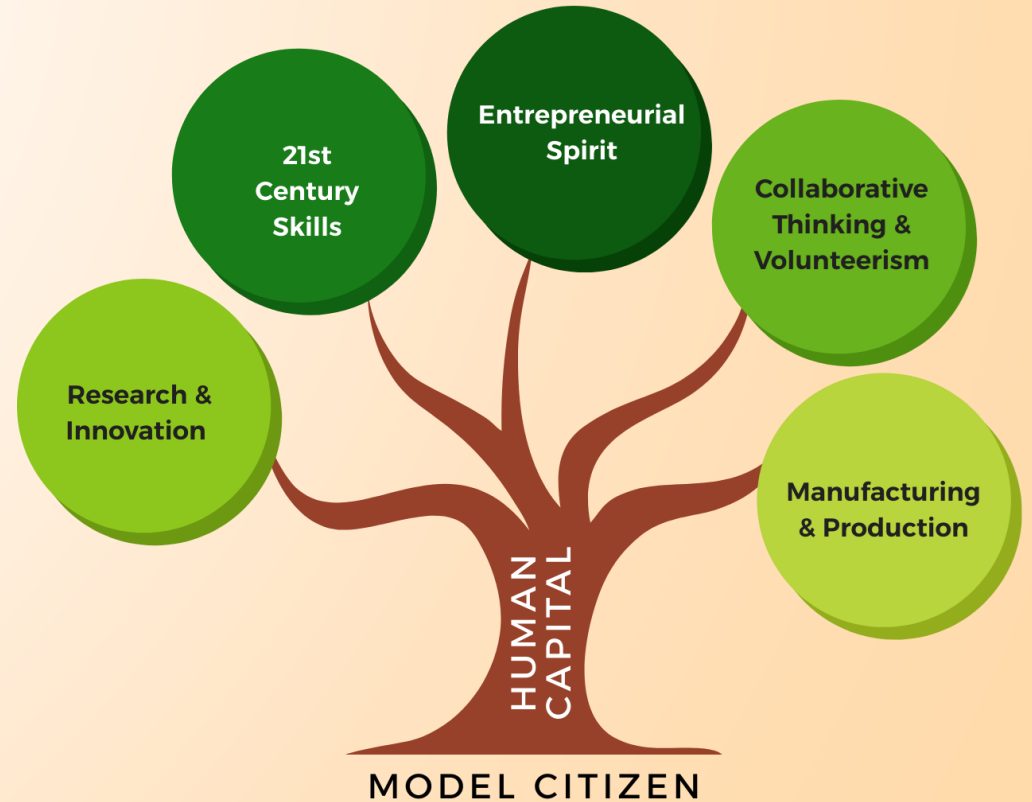 Entrepreneurial
Spirit
21st
Century
Skills
Collaborative
Thinking &
Volunteerism
Research &
Innovation
Manufacturing
& Production
HUMAN
CAPITAL
MODEL CITIZEN